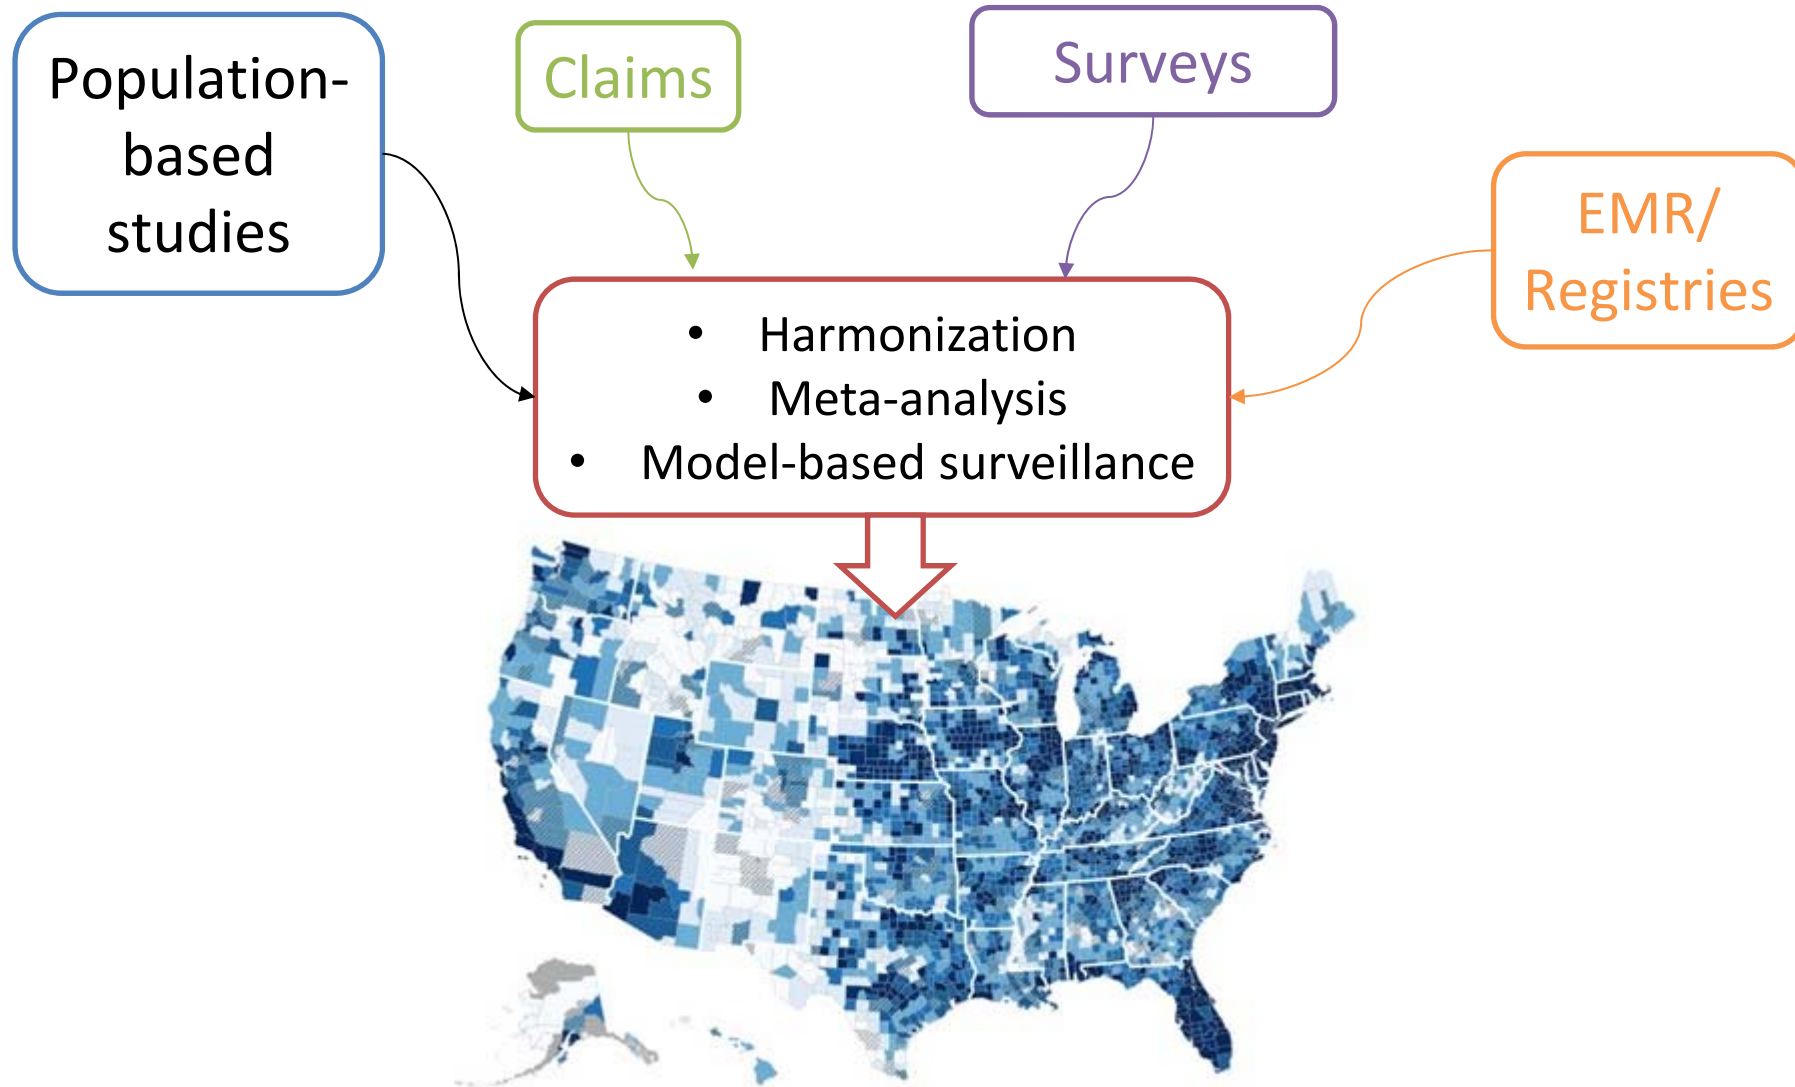 Population-
based
studies
Claims
Surveys
EMR/
Registries
• Harmonization
• Meta-analysis
• Model-based surveillance